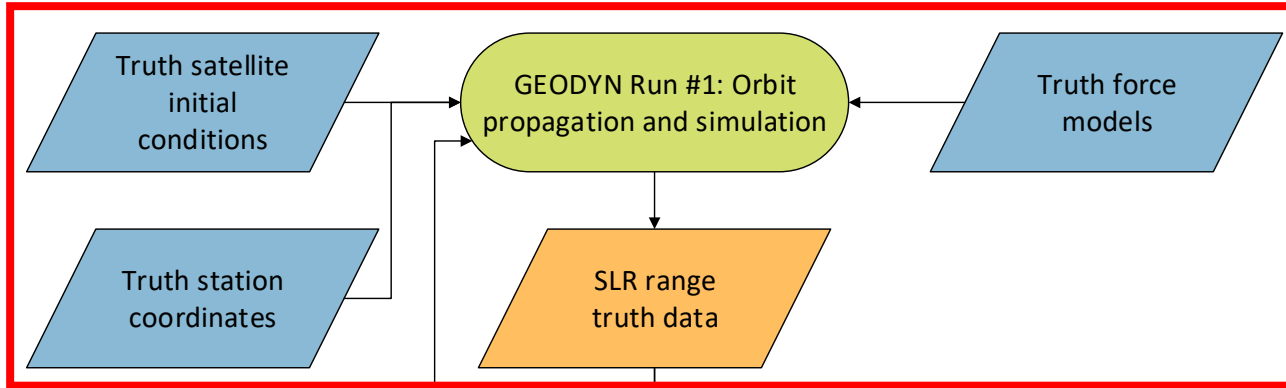 Truth satellite
initial
conditions
GEODYN Run #1: Orbit
propagation and simulation
Truth force
models
Truth station
coordinates
SLR range
truth data